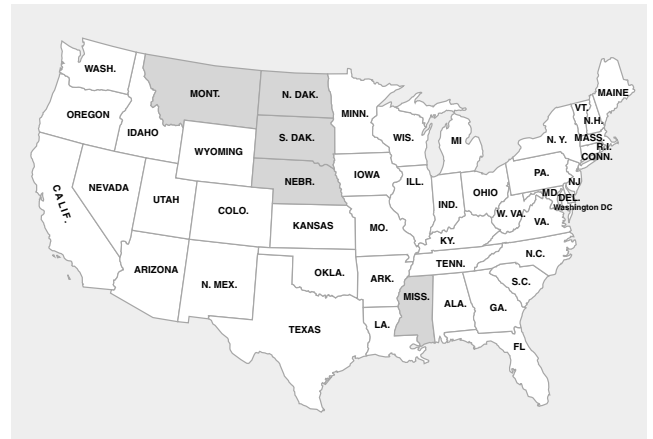 WASH.
MONT.
N. DAK.
MINN.
MAINE
OREGON
IDAHO
S. DAK.
WIS.
MI
VT.
N.H.
N. Y.
MASS.
R.I.
CONN.
WYOMING
NEBR.
IOWA
ILL.
IND.
OHIO
PA.
NJ
MD.
DEL.
Washington DC
NEVADA
UTAH
COLO.
KANSAS
MO.
KY.
W. VA.
VA.
CALIF.
ARIZONA
N. MEX.
OKLA.
ARK.
TENN.
N.C.
S.C.
MISS.
ALA.
GA.
TEXAS
LA.
FL